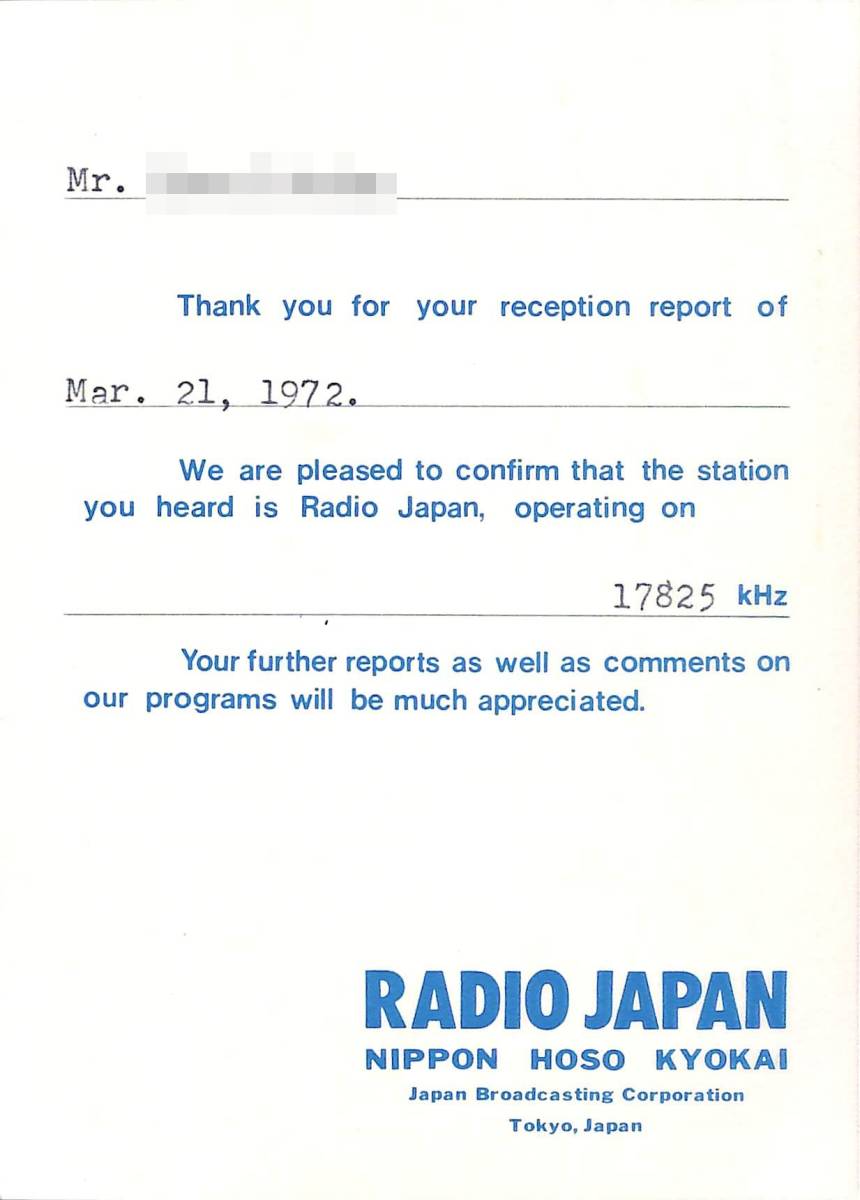 Mr.
Thank you for your reception report of
Mar. 21, 1972.
We are pleased to confirm that the station
you heard is Radio Japan, operating on
17825 kHz
Your further reports as well as comments on
our programs will be much appreciated.
RADIO JAPAN
NIPPON HOSO KYOKAI
Japan Broadcasting Corporation
Tokyo, Japan